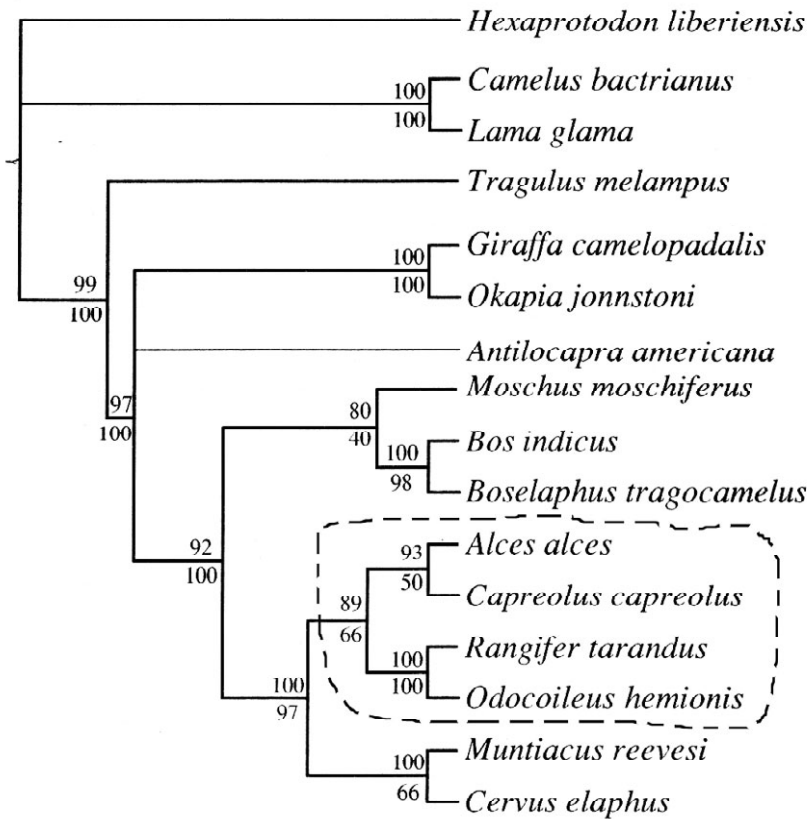 Hexaprotodon liberiensis
100
Camelus bactrianus
100
Lama glama
Tragulus melampus
100
Giraffa camelopadalis
100
Okapia jonnstoni
99
100
Antilocapra americana
97
100
80
Moschus moschiferus
40
100
Bos indicus
98
Boselaphus tragocamelus
92
100
93
Alces alces
50
Capreolus capreolus
89
66
100
Rangifer tarandus
100
Odocoileus hemionis
100
97
100
Muntiacus reevesi
66
Cervus elaphus